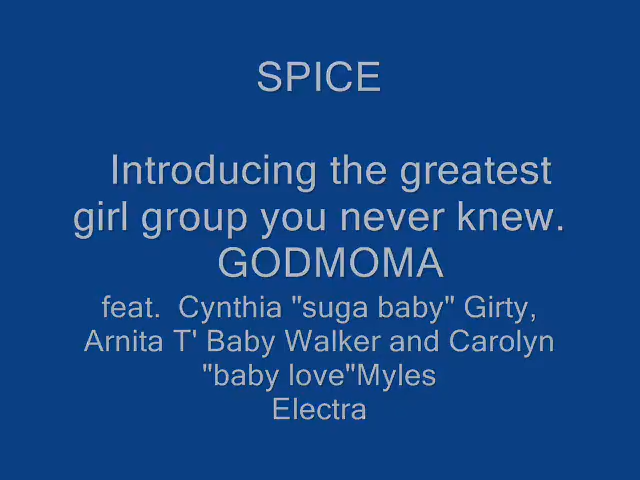 SPICE
Introducing the greatest
girl group you never knew.
GODMOMA
feat. Cynthia "suga baby" Girty,
Arnita T' Baby Walker and Carolyn
"baby love"Myles
Electra